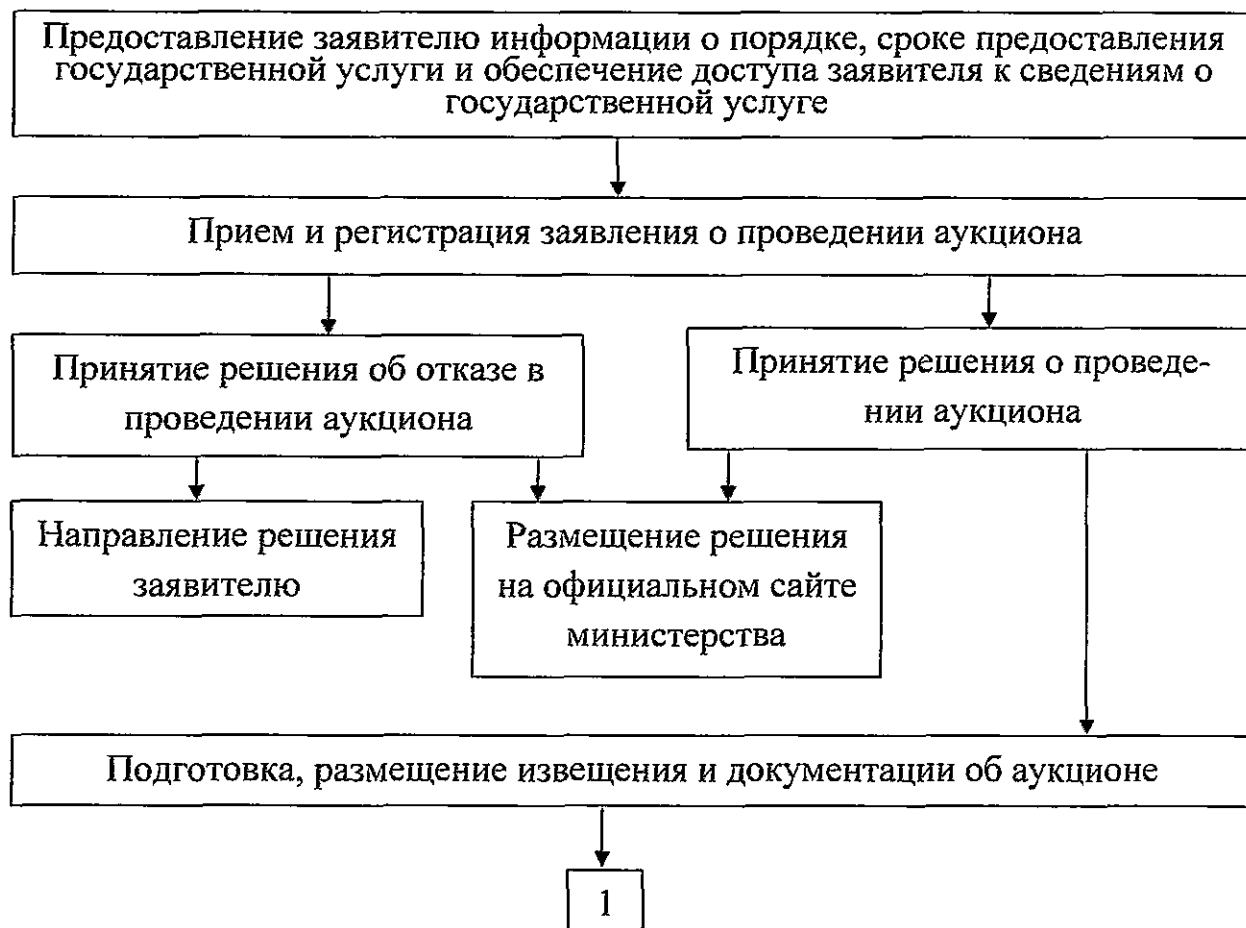 Предоставление заявителю информации о порядке, сроке предоставления
государственной услуги и обеспечение доступа заявителя к сведениям о
государственной услуге
Прием и регистрация заявления о проведении аукциона
Принятие решения об отказе в
проведении аукциона
Принятие решения о проведе-
нии аукциона
Направление решения
заявителю
Размещение решения
на официальном сайте
министерства
Подготовка, размещение извещения и документации об аукционе
1